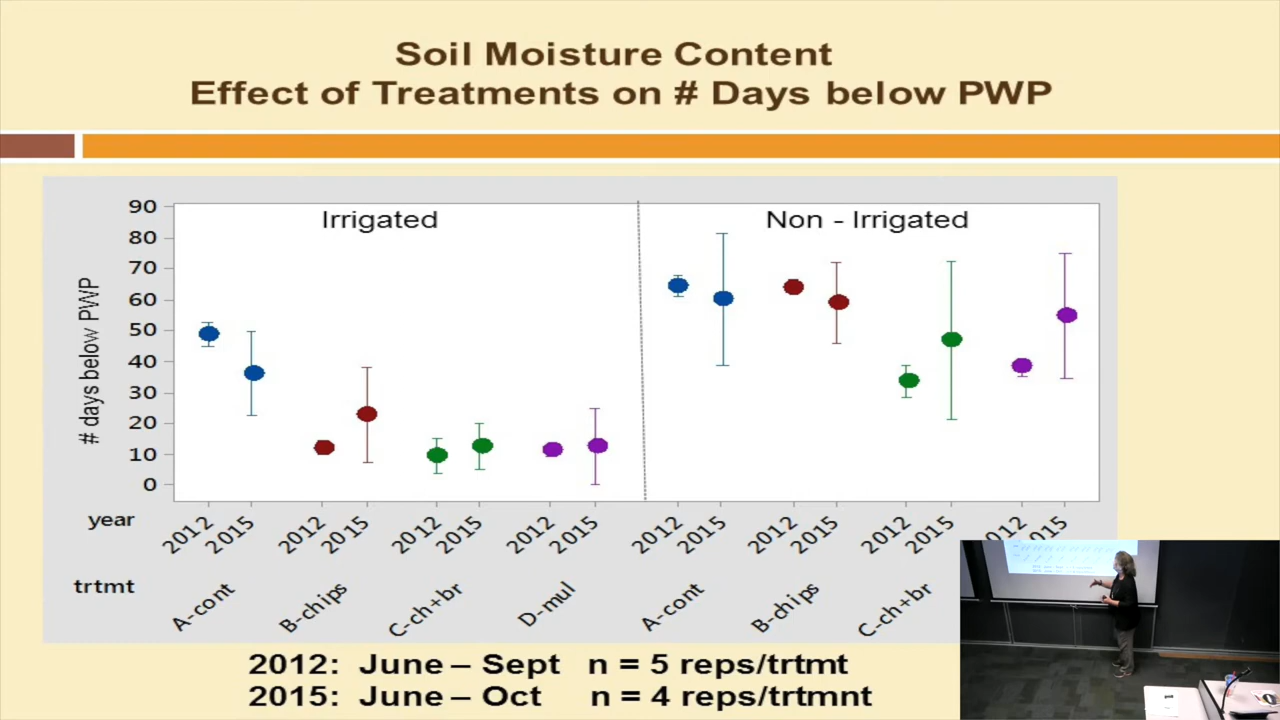 Soil Moisture Content
Effect of Treatments on # Days below PWP
Irrigated
Non - Irrigated
# days below PWP
90
80
70
60
50
40
30
20
10
0
year
2012 2015 2012 2015 2012 2015 2012 2015 2012 2015 2012 2015 2012 2015 2012 2015
trtmt
A-cont B-chips C-ch+br D-mul A-cont B-chips C-ch+br
2012: June – Sept n = 5 reps/trtmt
2015: June – Oct n = 4 reps/trtmnt